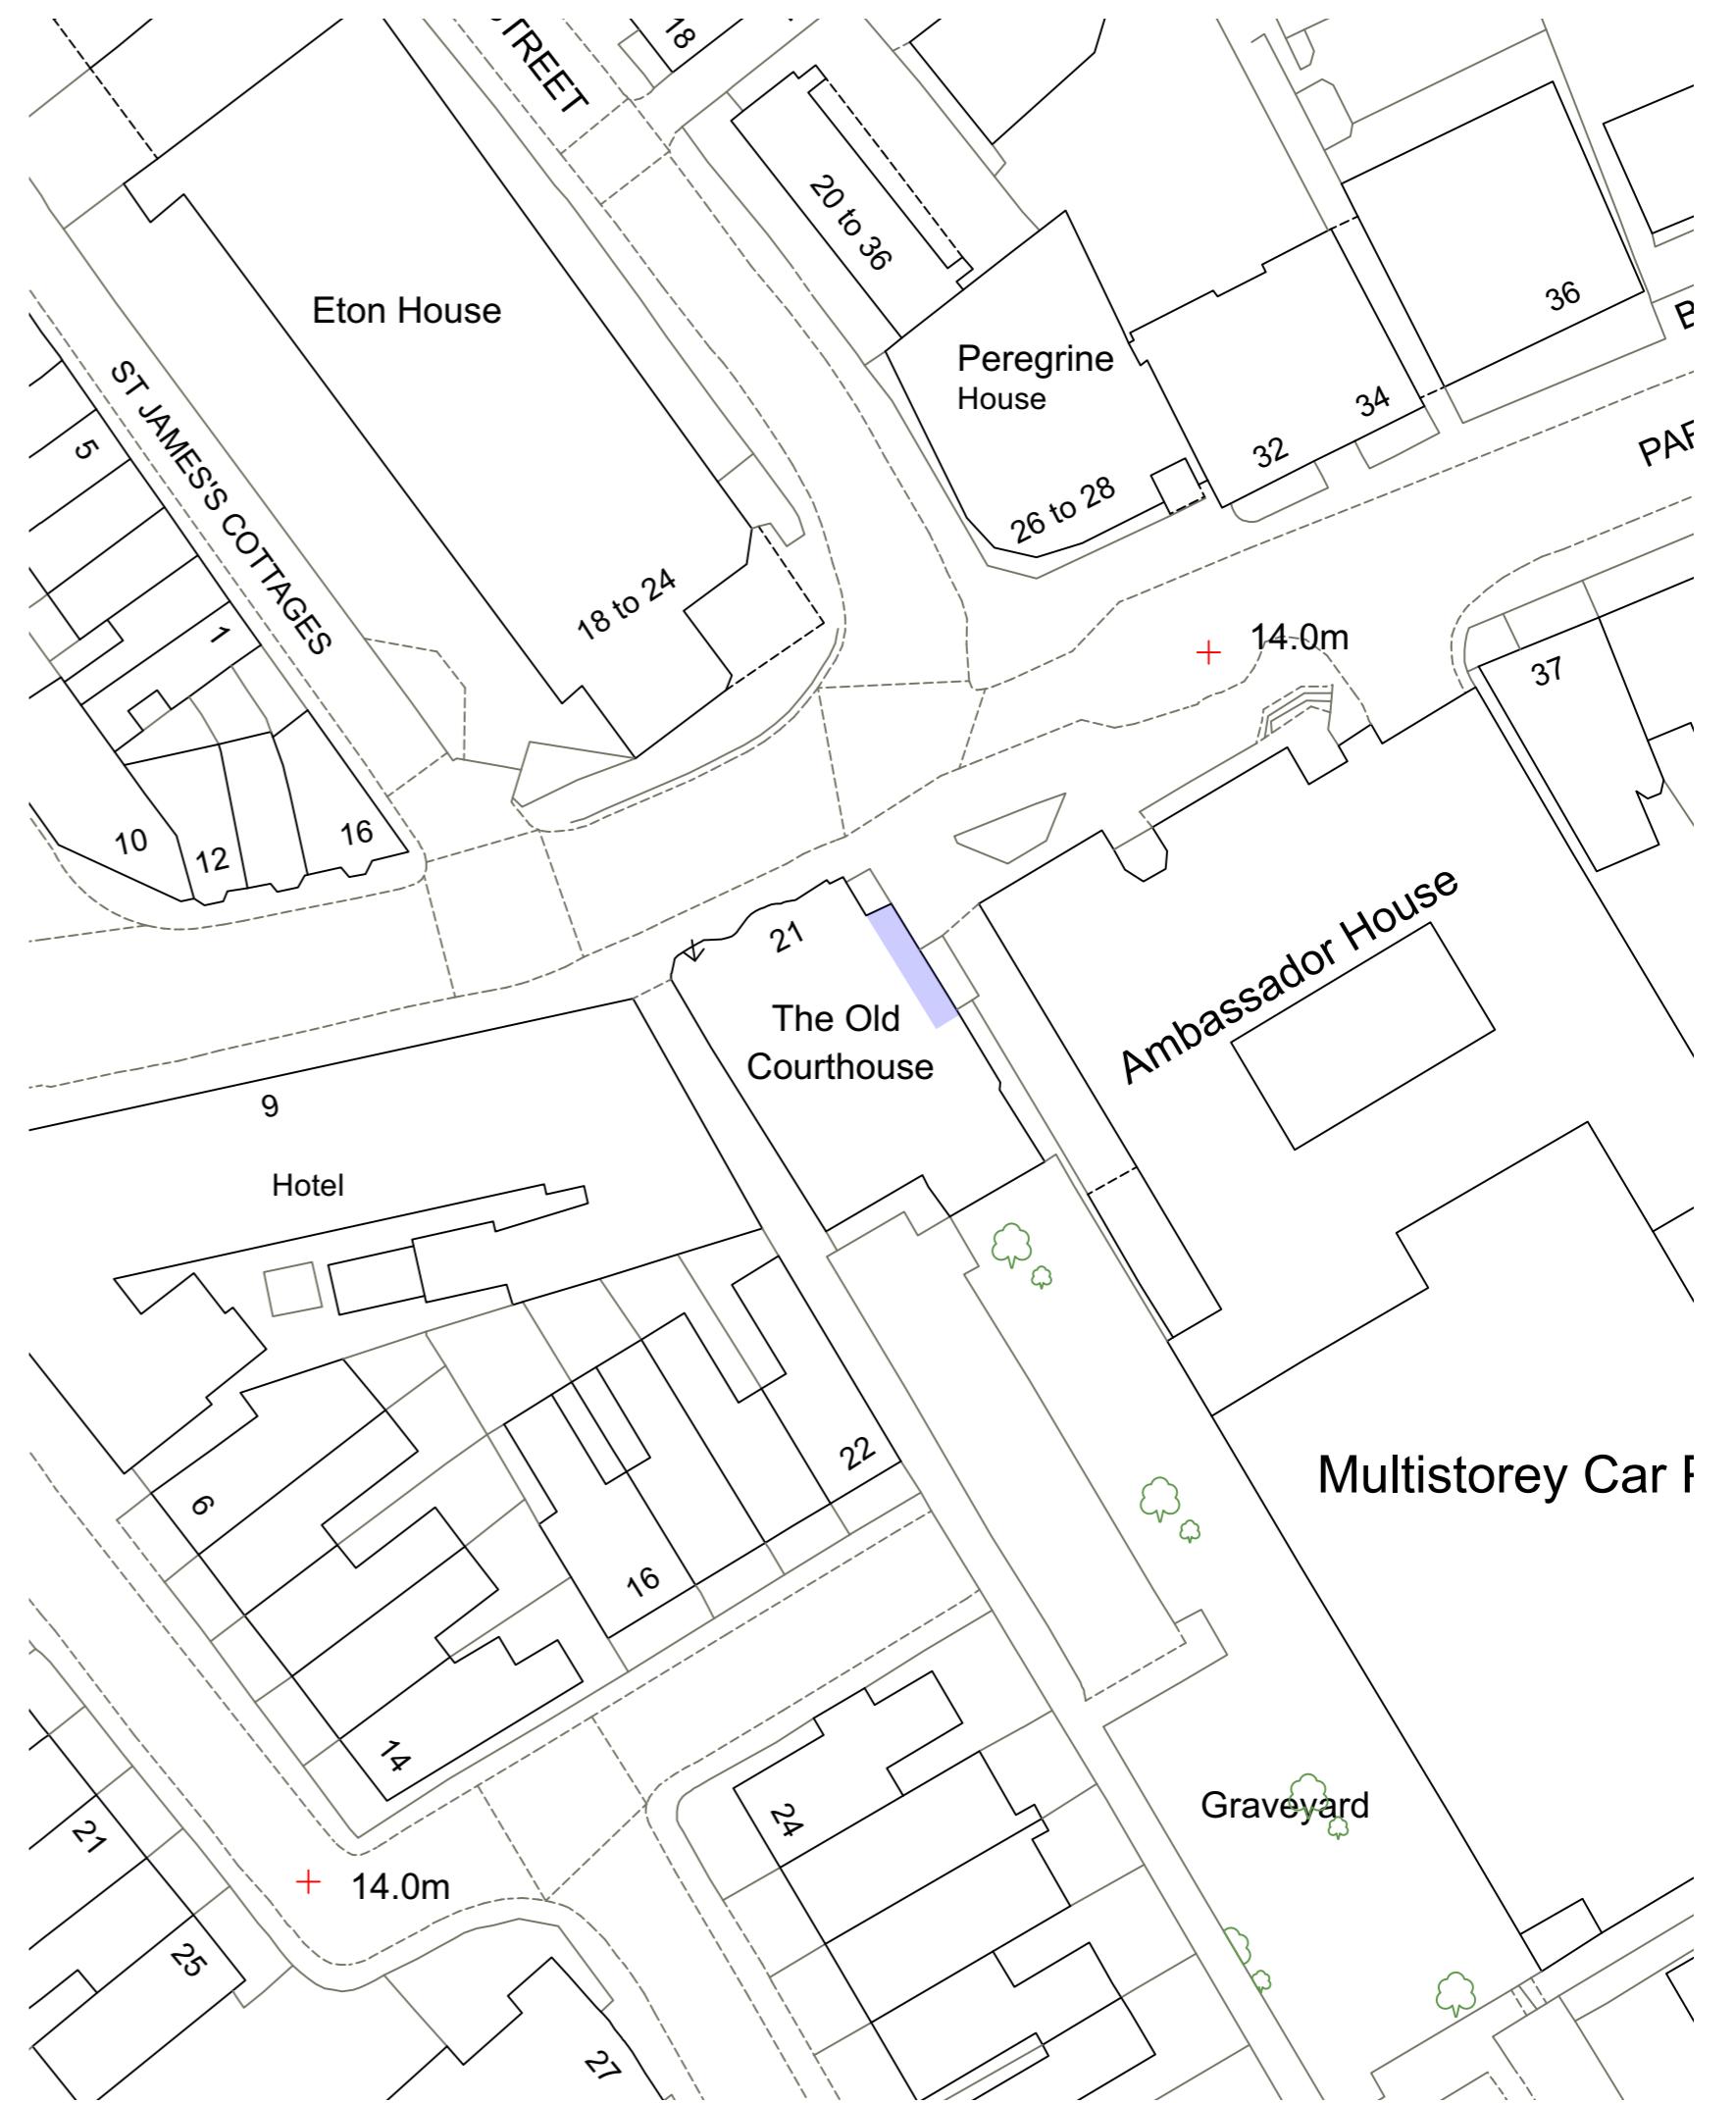 18
20 to 36
Eton House
36
Peregrine
House
34
32
5
ST JAMES'S COTTAGES
26 to 28
18 to 24
1
14.0m
37
10
12
16
21
The Old
Courthouse
Ambassador House
9
Hotel
22
Multistorey Car
6
16
14
24
Graveyard
21
14.0m
25
27